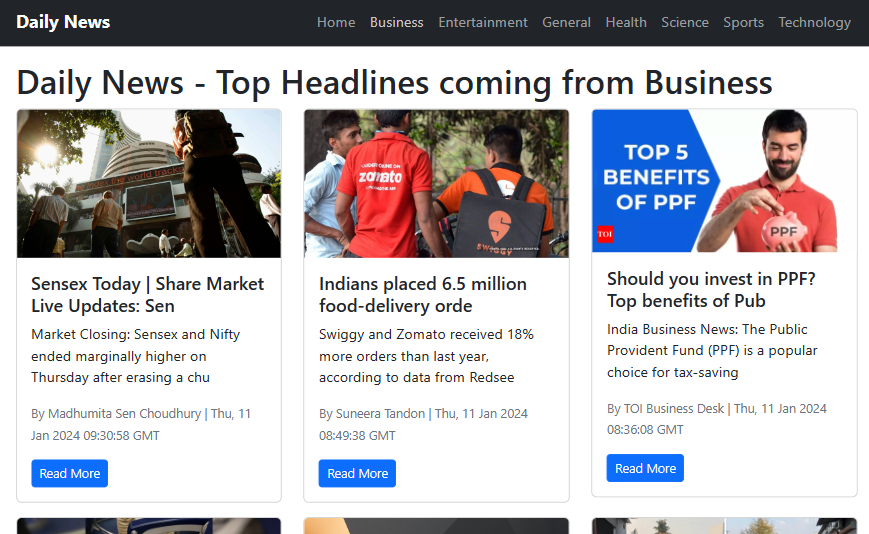 Daily News
Home Business Entertainment General Health Science Sports Technology
Daily News - Top Headlines coming from Business
zomato
SWIGGY
TOP 5
BENEFITS
OF PPF
PPF
TOI
Sensex Today | Share Market
Live Updates: Sen
Market Closing: Sensex and Nifty
ended marginally higher on
Thursday after erasing a chu
By Madhumita Sen Choudhury | Thu, 11
Jan 2024 09:30:58 GMT
Read More
Indians placed 6.5 million
food-delivery orde
Swiggy and Zomato received 18%
more orders than last year,
according to data from Redsee
By Suneera Tandon | Thu, 11 Jan 2024
08:49:38 GMT
Read More
Should you invest in PPF?
Top benefits of Pub
India Business News: The Public
Provident Fund (PPF) is a popular
choice for tax-saving
By TOI Business Desk | Thu, 11 Jan 2024
08:36:08 GMT
Read More